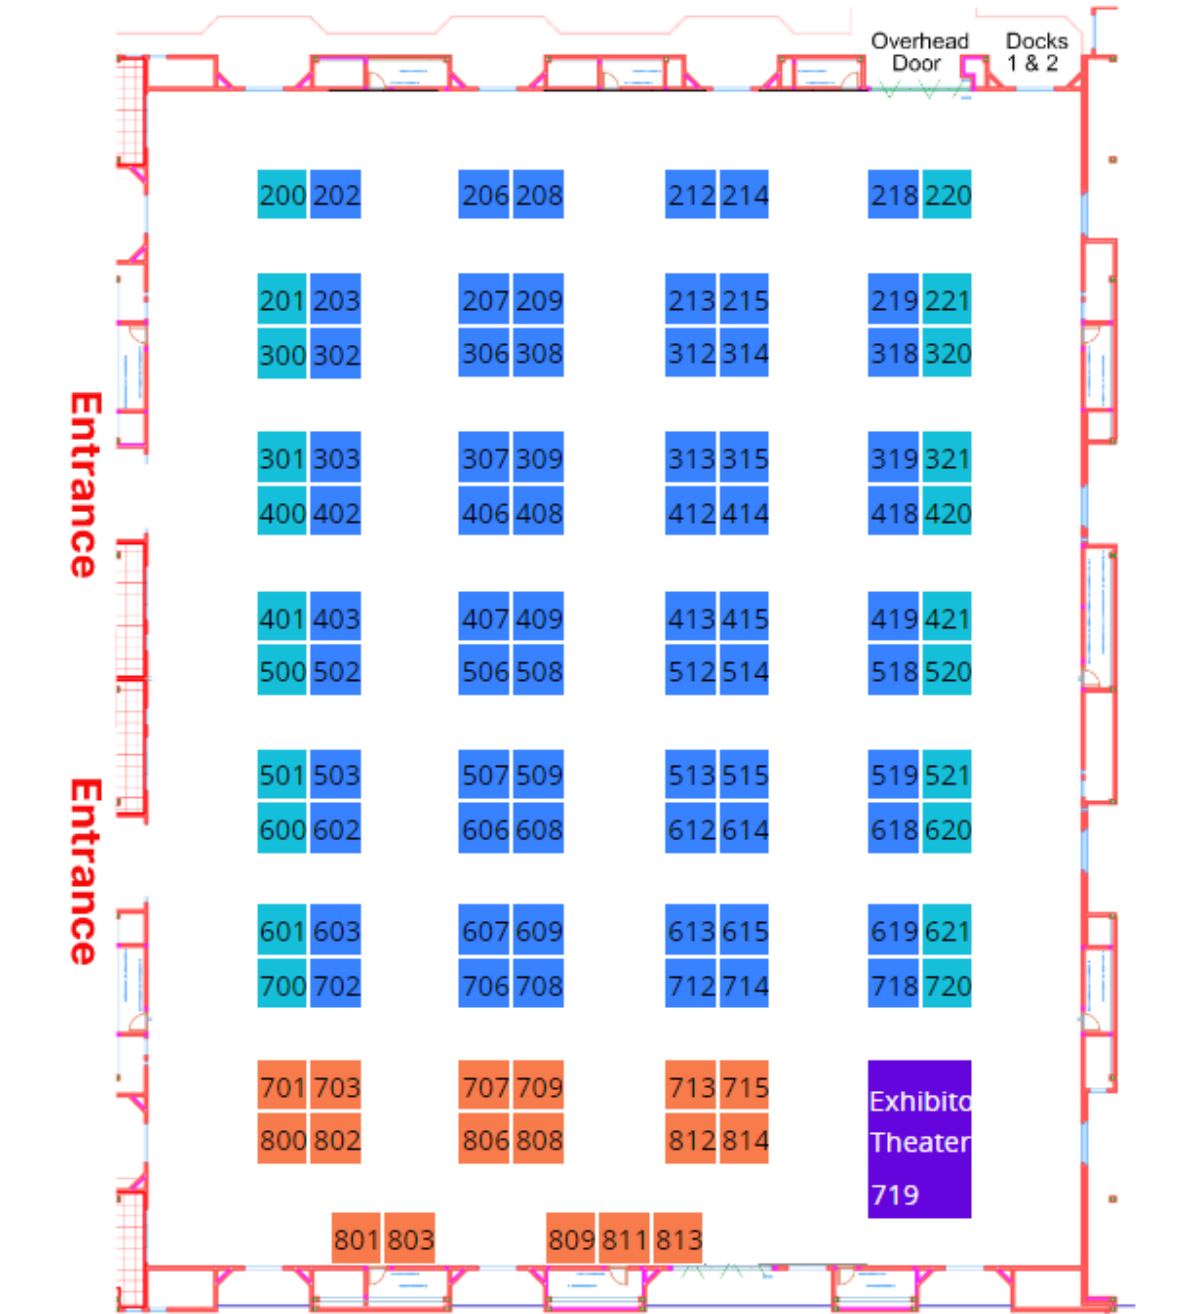 Overhead Door
Docks 1 & 2
200 202 206 208 212 214 218 220
201 203 207 209 213 215 219 221
300 302 306 308 312 314 318 320
Entrance
301 303 307 309 313 315 319 321
400 402 406 408 412 414 418 420
401 403 407 409 413 415 419 421
500 502 506 508 512 514 518 520
Entrance
501 503 507 509 513 515 519 521
600 602 606 608 612 614 618 620
601 603 607 609 613 615 619 621
700 702 706 708 712 714 718 720
701 703 707 709 713 715 Exhibito
800 802 806 808 812 814 Theater
719
801 803 809 811 813